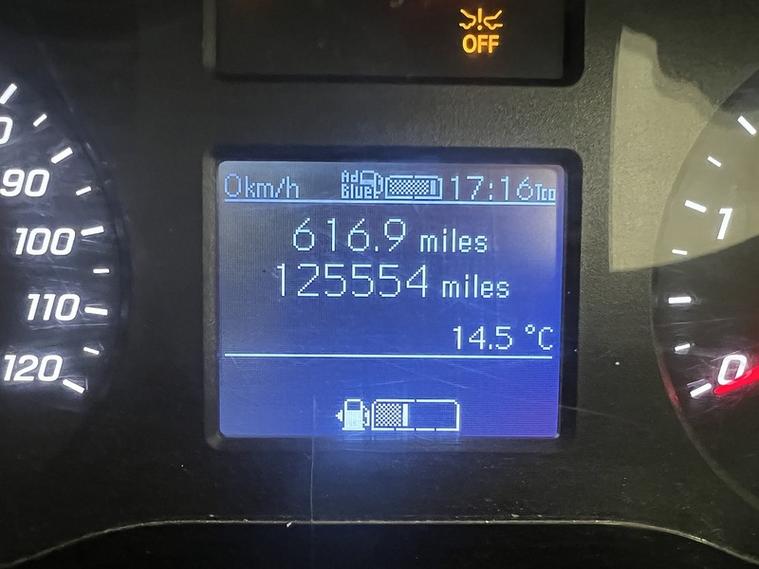 OFF
0km/h Ad Blue 17:16 Tco
616.9 miles
125554 miles
14.5 °C
90
100
110
120
1
0